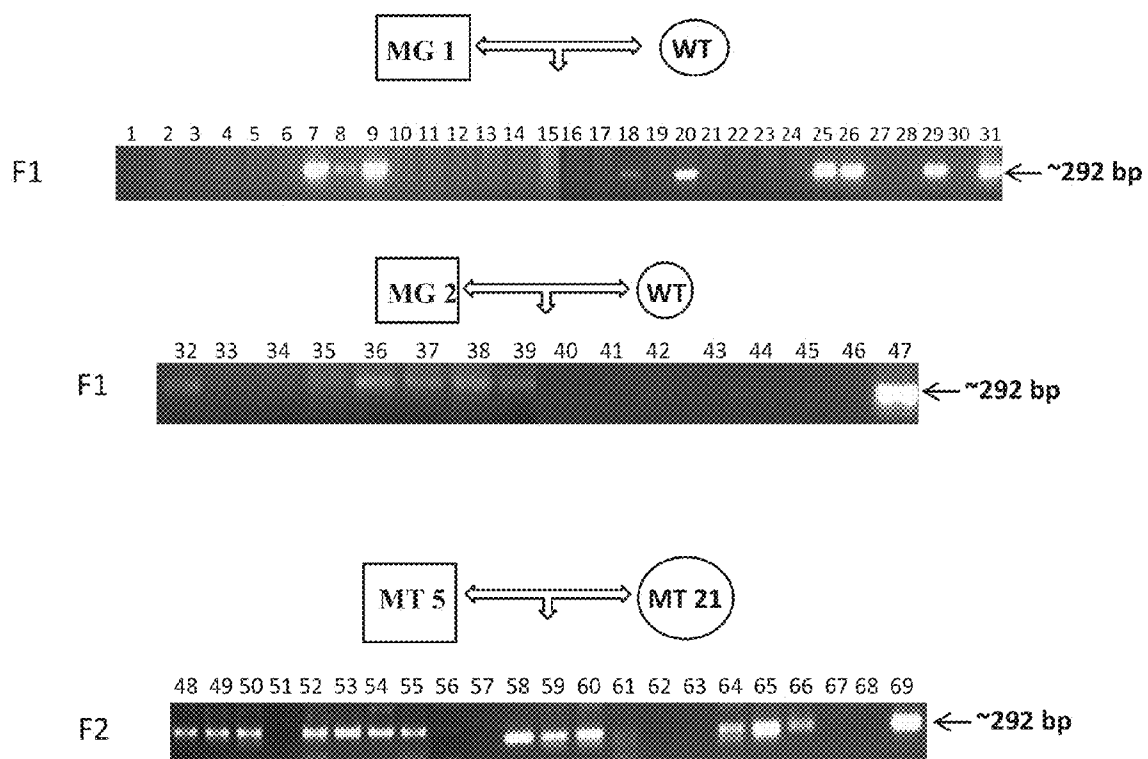 MG 1 WT
1 2 3 4 5 6 7 8 9 10 11 12 13 14 15 16 17 18 19 20 21 22 23 24 25 26 27 28 29 30 31
F1 ~292 bp
MG 2 WT
32 33 34 35 36 37 38 39 40 41 42 43 44 45 46 47
F1 ~292 bp
MT 5 MT 21
48 49 50 51 52 53 54 55 56 57 58 59 60 61 62 63 64 65 66 67 68 69
F2 ~292 bp